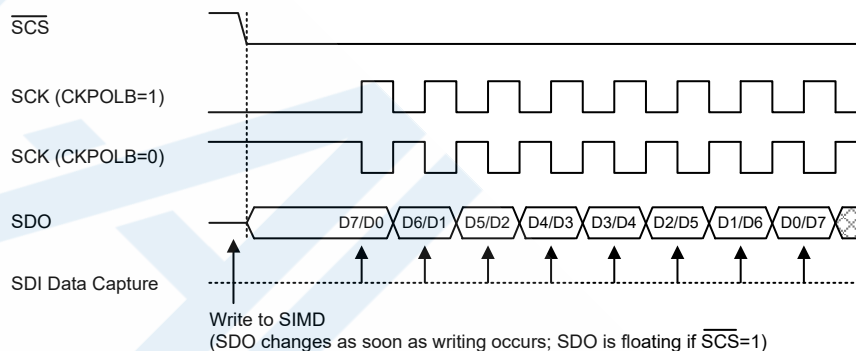 SCS
SCK (CKPOLB=1)
SCK (CKPOLB=0)
SDO D7/D0 D6/D1 D5/D2 D4/D3 D3/D4 D2/D5 D1/D6 D0/D7
SDI Data Capture
Write to SIMD
(SDO changes as soon as writing occurs; SDO is floating if SCS=1)